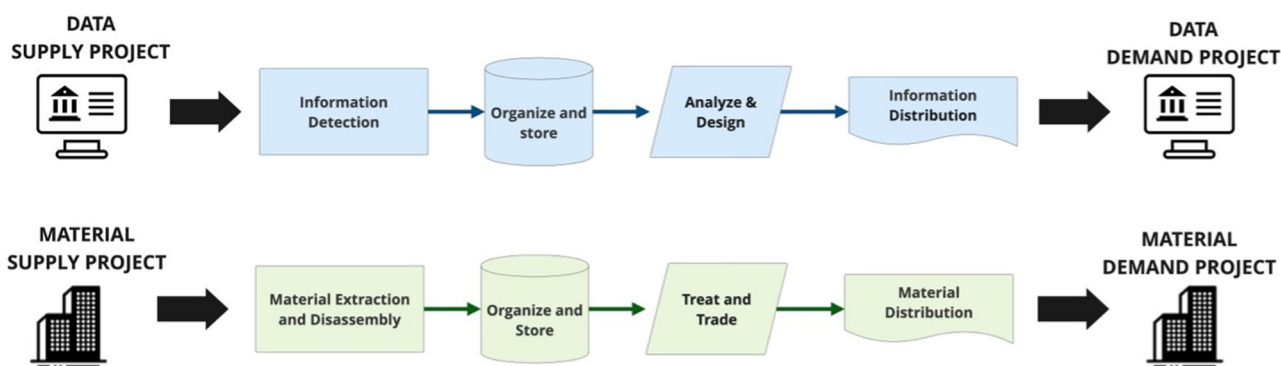 DATA
SUPPLY PROJECT
Information
Detection
Organize and
store
Analyze &
Design
Information
Distribution
DATA
DEMAND PROJECT
MATERIAL
SUPPLY PROJECT
Material Extraction
and Disassembly
Organize and
Store
Treat and
Trade
Material
Distribution
MATERIAL
DEMAND PROJECT